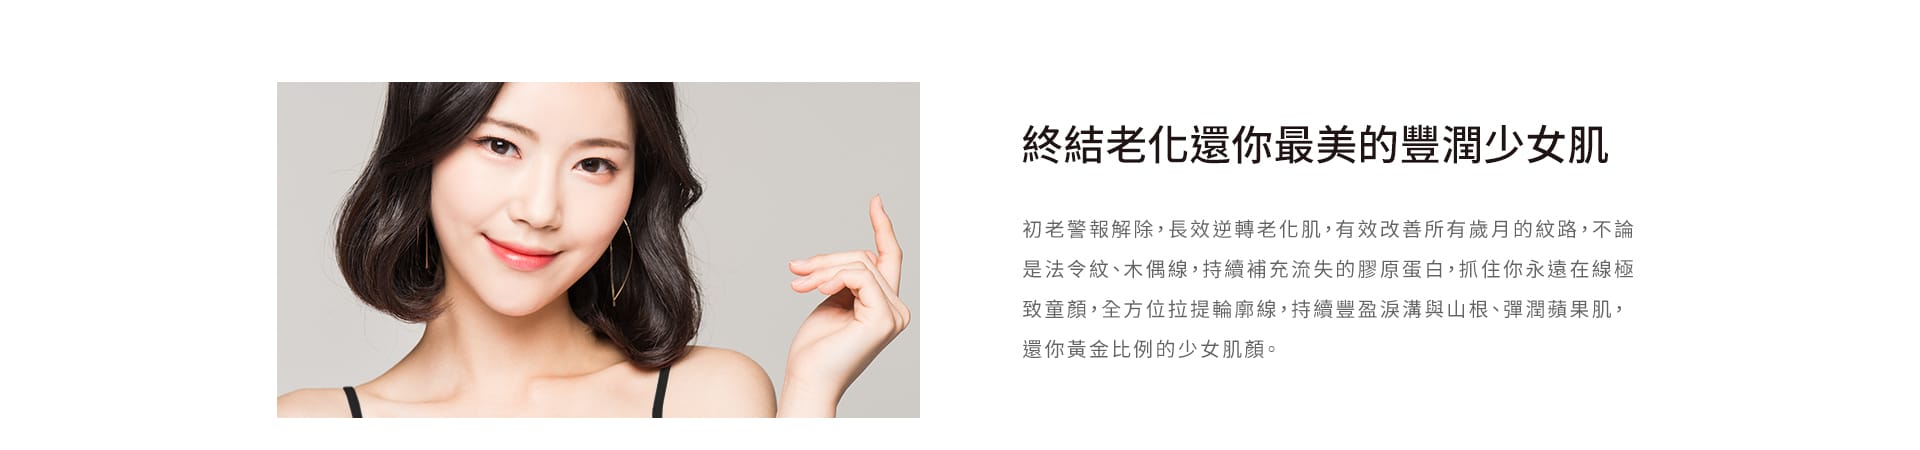 終結老化還你最美的豐潤少女肌
初老警報解除，長效逆轉老化肌，有效改善所有歲月的紋路，不論
是法令紋、木偶線，持續補充流失的膠原蛋白，抓住你永遠在線極
致童顏，全方位拉提輪廓線，持續豐盈淚溝與山根、彈潤蘋果肌，
還你黃金比例的少女肌顏。